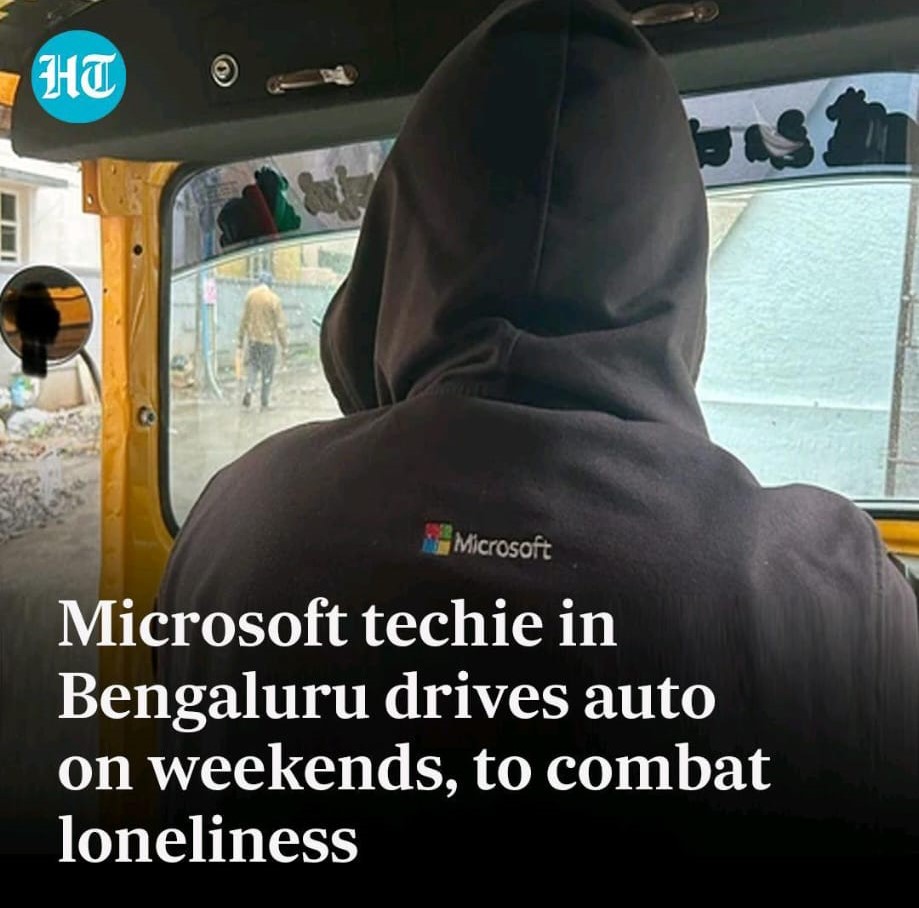 HT
Microsoft
Microsoft techie in
Bengaluru drives auto
on weekends, to combat
loneliness